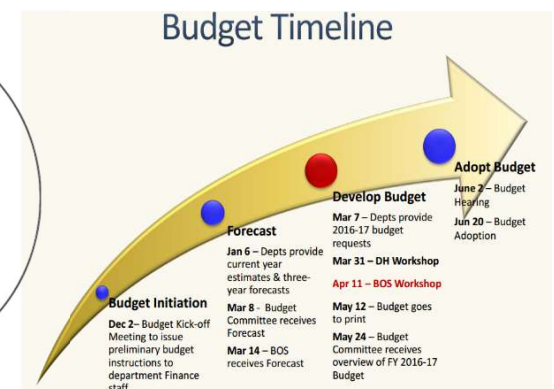 Budget Timeline
Budget Initiation
Dec 2– Budget Kick-off
Meeting to issue
preliminary budget
instructions to
department Finance
staff
Forecast
Jan 6 – Depts provide
current year
estimates & three-
year forecasts
Mar 8 - Budget
Committee receives
Forecast
Mar 14 – BOS
receives Forecast
Develop Budget
Mar 7 – Depts provide
2016-17 budget
requests
Mar 31 – DH Workshop
Apr 11 – BOS Workshop
May 12 – Budget goes
to print
May 24 – Budget
Committee receives
overview of FY 2016-17
Budget
Adopt Budget
June 2 – Budget
Hearing
Jun 20 – Budget
Adoption